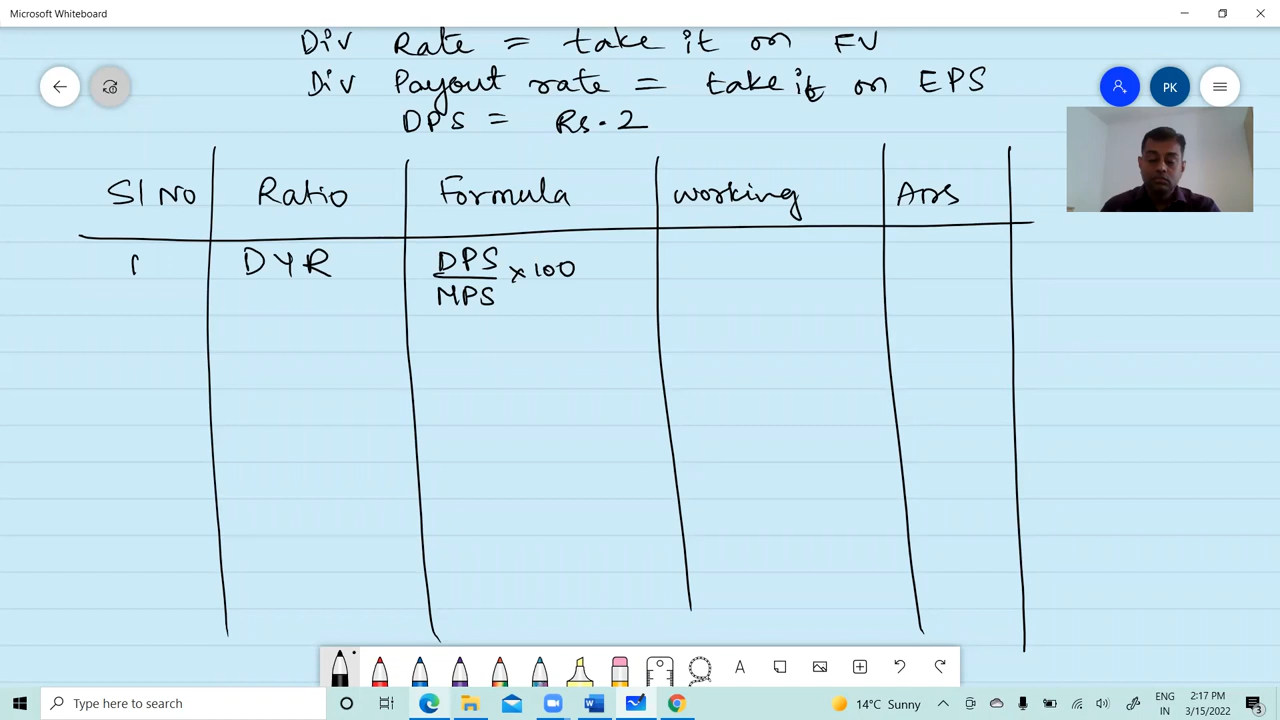 Microsoft Whiteboard
Div Rate = take it on FV
Div Payout rate = take it on EPS
DPS = Rs. 2
PK
Sl No Ratio Formula working Ans
1 DYR DPS/MPS x 100
A
Type here to search
14°C Sunny
ENG
IN
2:17 PM
3/15/2022
3